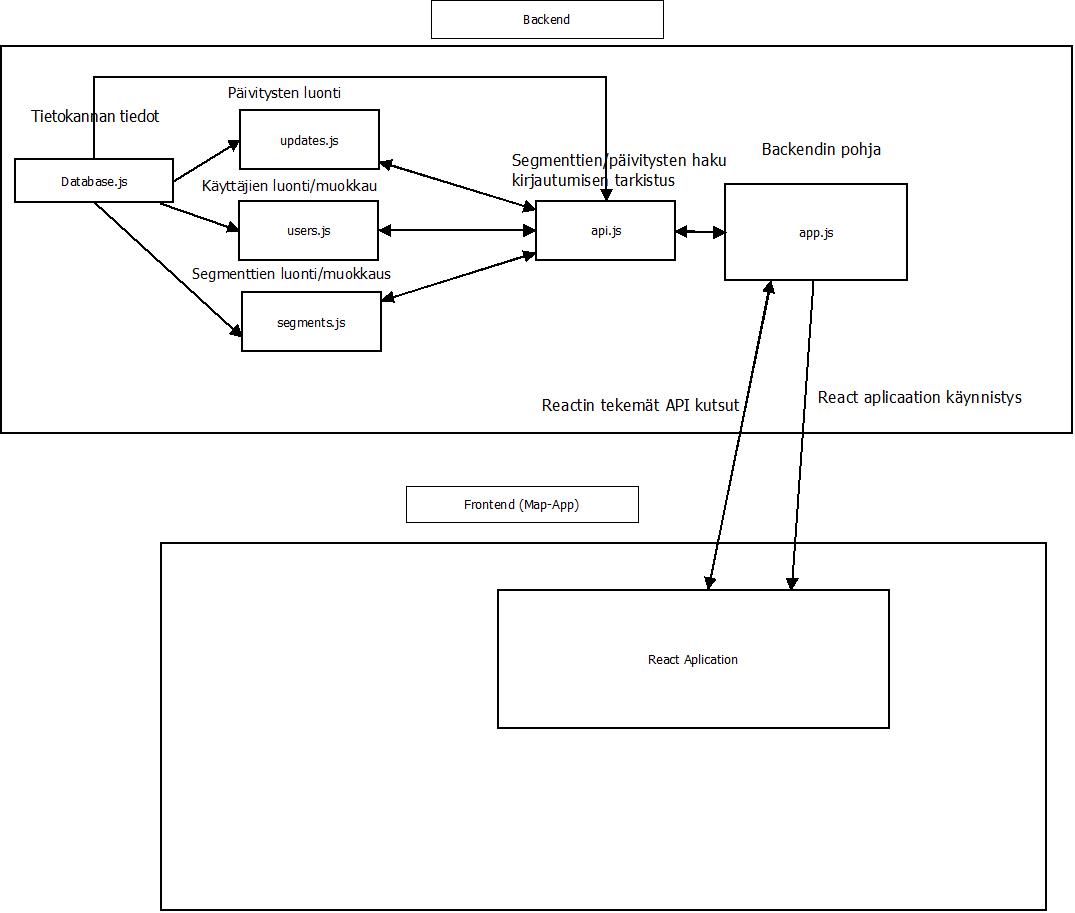 Backend
Päivitysten luonti
Tietokannan tiedot
updates.js
Segmenttien/päivitysten haku
kirjautumisen tarkistus
Backendin pohja
Database.js
Käyttäjien luonti/muokkau
users.js
api.js
app.js
Segmenttien luonti/muokkaus
segments.js
Reactin tekemät API kutsut
React aplicaation käynnistys
Frontend (Map-App)
React Aplication